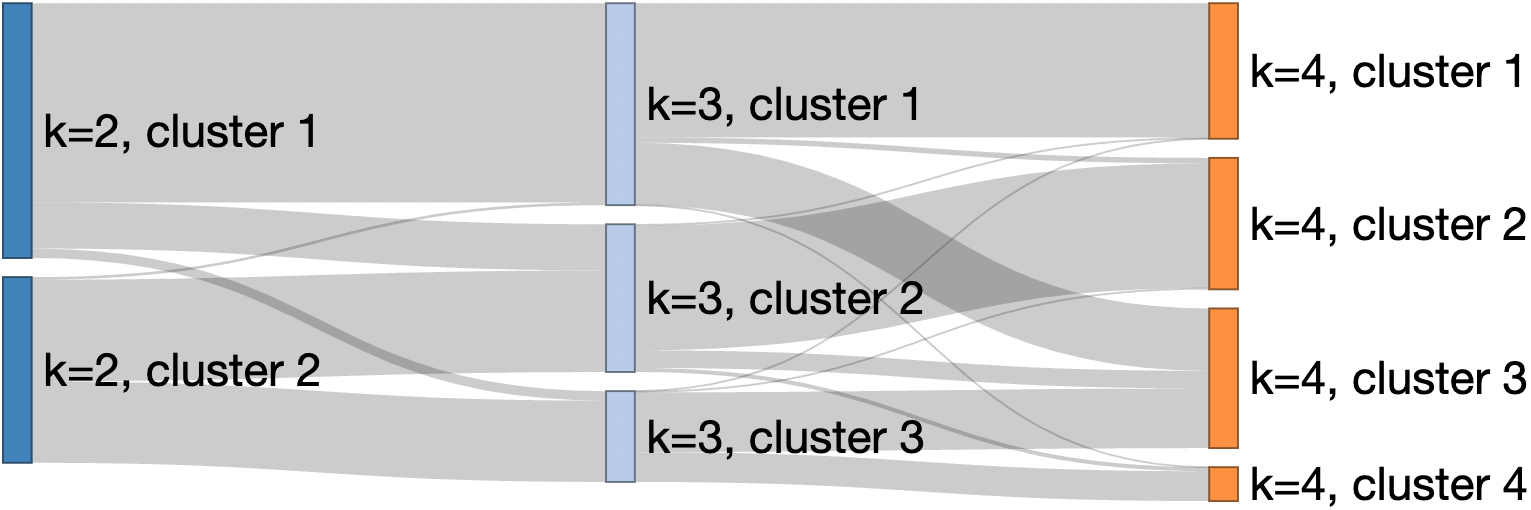 k=2, cluster 1
k=2, cluster 2
k=3, cluster 1
k=3, cluster 2
k=3, cluster 3
k=4, cluster 1
k=4, cluster 2
k=4, cluster 3
k=4, cluster 4